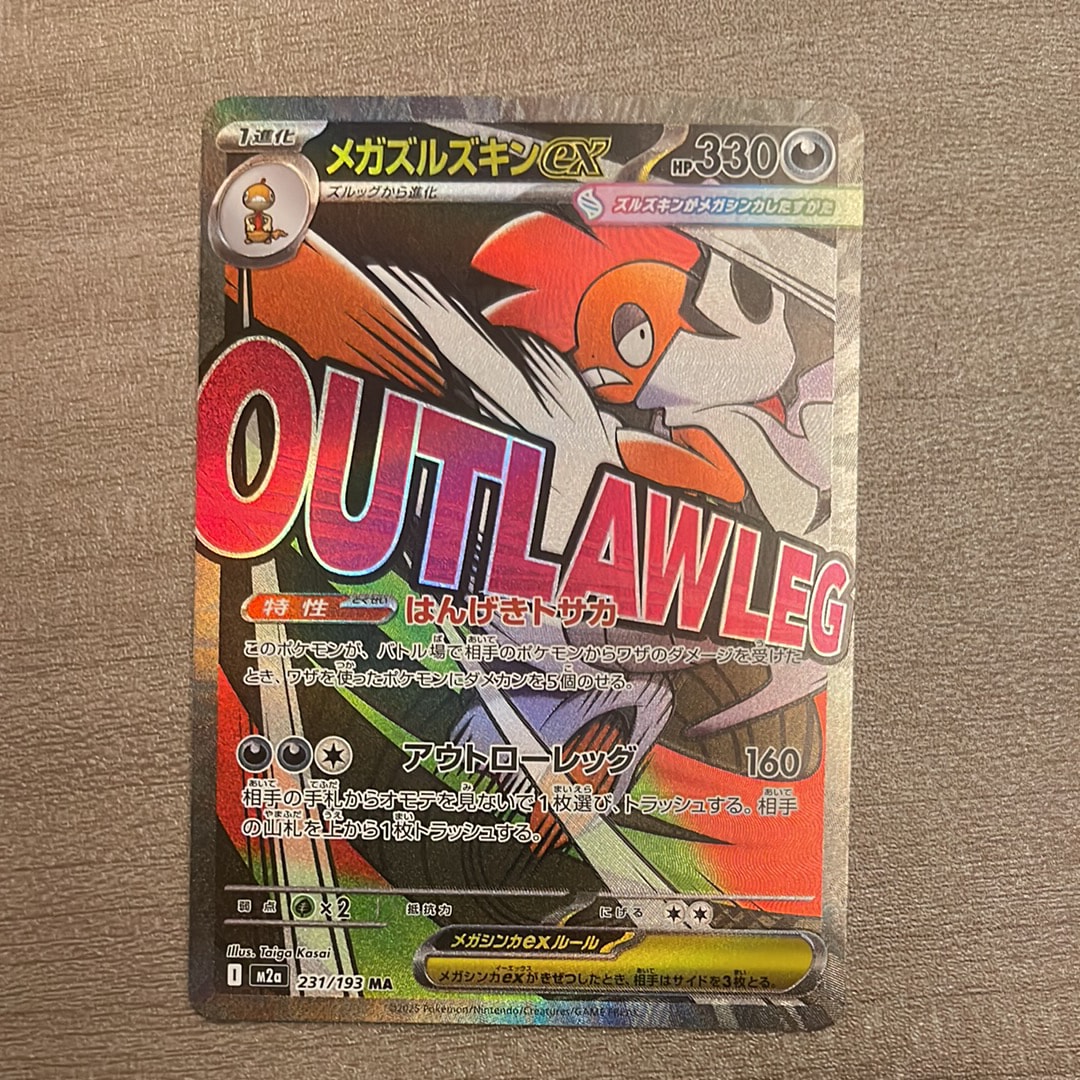 1進化
メガズルズキンex
HP330
ズルッグから進化
ズルズキンがメガシンカしたすがた
OUTLAWLEG
特性
とくせい
はんげきトサカ
このポケモンが、バトル場で相手のポケモンからワザのダメージを受けた
とき、ワザを使ったポケモンにダメカンを5個のせる。
アウトローレッグ 160
相手の手札からオモテを見ないで1枚選び、トラッシュする。相手
の山札を上から1枚トラッシュする。
弱点 ×2 抵抗力 にげる
メガシンカexルール
メガシンカexがきぜつしたとき、相手はサイドを3枚とる。
Illus. Taiga Kasai
I m2a 231/193 MA
©2025 Pokémon/Nintendo/Creatures/GAME FREAK